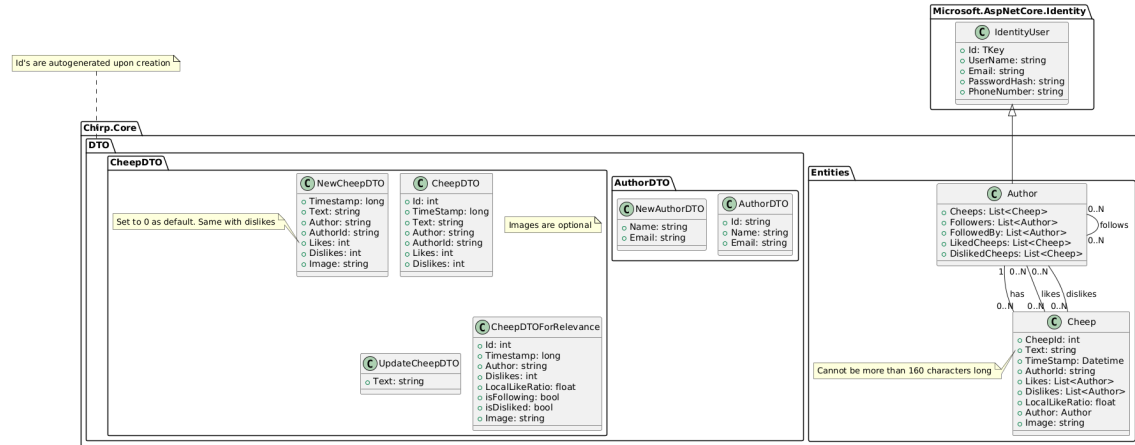 Microsoft.AspNetCore.Identity
C IdentityUser
Id: TKey
UserName: string
Email: string
PasswordHash: string
PhoneNumber: string
Id's are autogenerated upon creation
Chirp.Core
DTO
CheepDTO
C NewCheepDTO
Timestamp: long
Text: string
Author: string
AuthorId: string
Likes: int
Dislikes: int
Image: string
Set to 0 as default. Same with dislikes
C CheepDTO
Id: int
TimeStamp: long
Text: string
Author: string
AuthorId: string
Likes: int
Dislikes: int
Images are optional
C UpdateCheepDTO
Text: string
C CheepDTOForRelevance
Id: int
Timestamp: long
Author: string
Dislikes: int
LocalLikeRatio: float
isFollowing: bool
isDisliked: bool
Image: string
AuthorDTO
C NewAuthorDTO
Name: string
Email: string
C AuthorDTO
Id: string
Name: string
Email: string
Entities
C Author
Cheeps: List<Cheep>
Followers: List<Author>
FollowedBy: List<Author>
LikedCheeps: List<Cheep>
DislikedCheeps: List<Cheep>
0..N
follows
0..N
1 0..N 0..N
has likes dislikes
0..N 0..N 0..N
C Cheep
CheepId: int
Text: string
TimeStamp: Datetime
AuthorId: string
Likes: List<Author>
Dislikes: List<Author>
LocalLikeRatio: float
Author: Author
Image: string
Cannot be more than 160 characters long